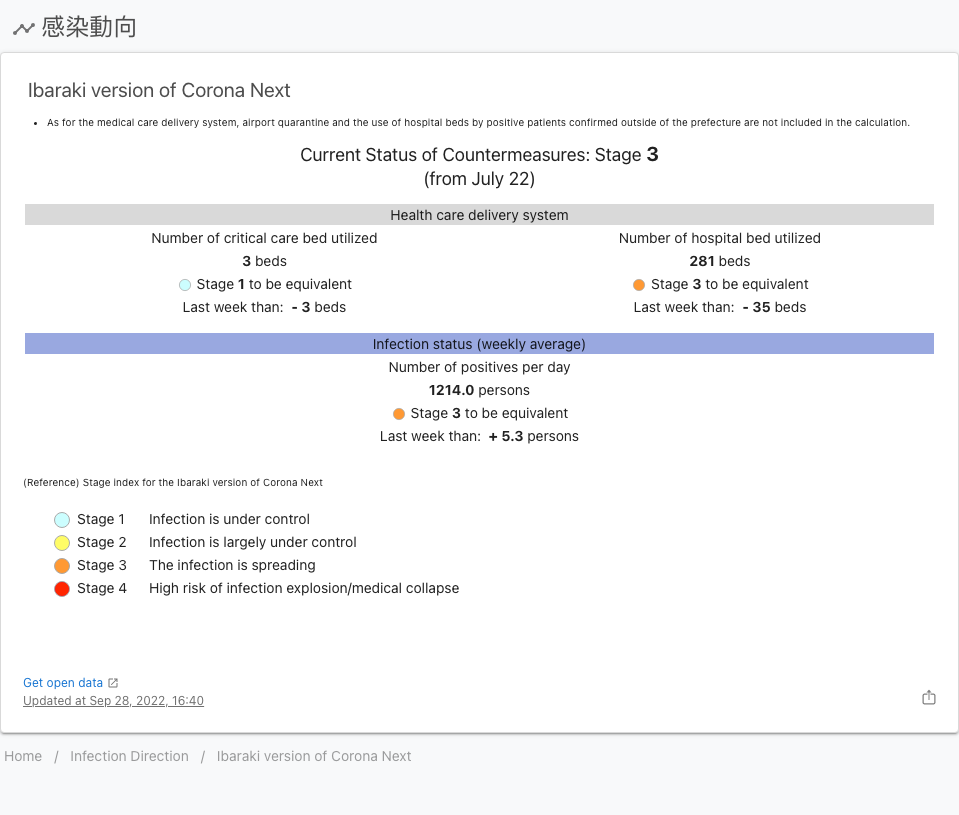 感染動向
Ibaraki version of Corona Next
• As for the medical care delivery system, airport quarantine and the use of hospital beds by positive patients confirmed outside of the prefecture are not included in the calculation.
Current Status of Countermeasures: Stage 3
(from July 22)
Health care delivery system
Number of critical care bed utilized
3 beds
Stage 1 to be equivalent
Last week than: - 3 beds
Number of hospital bed utilized
281 beds
Stage 3 to be equivalent
Last week than: - 35 beds
Infection status (weekly average)
Number of positives per day
1214.0 persons
Stage 3 to be equivalent
Last week than: + 5.3 persons
(Reference) Stage index for the Ibaraki version of Corona Next
Stage 1 Infection is under control
Stage 2 Infection is largely under control
Stage 3 The infection is spreading
Stage 4 High risk of infection explosion/medical collapse
Get open data
Updated at Sep 28, 2022, 16:40
Home / Infection Direction / Ibaraki version of Corona Next